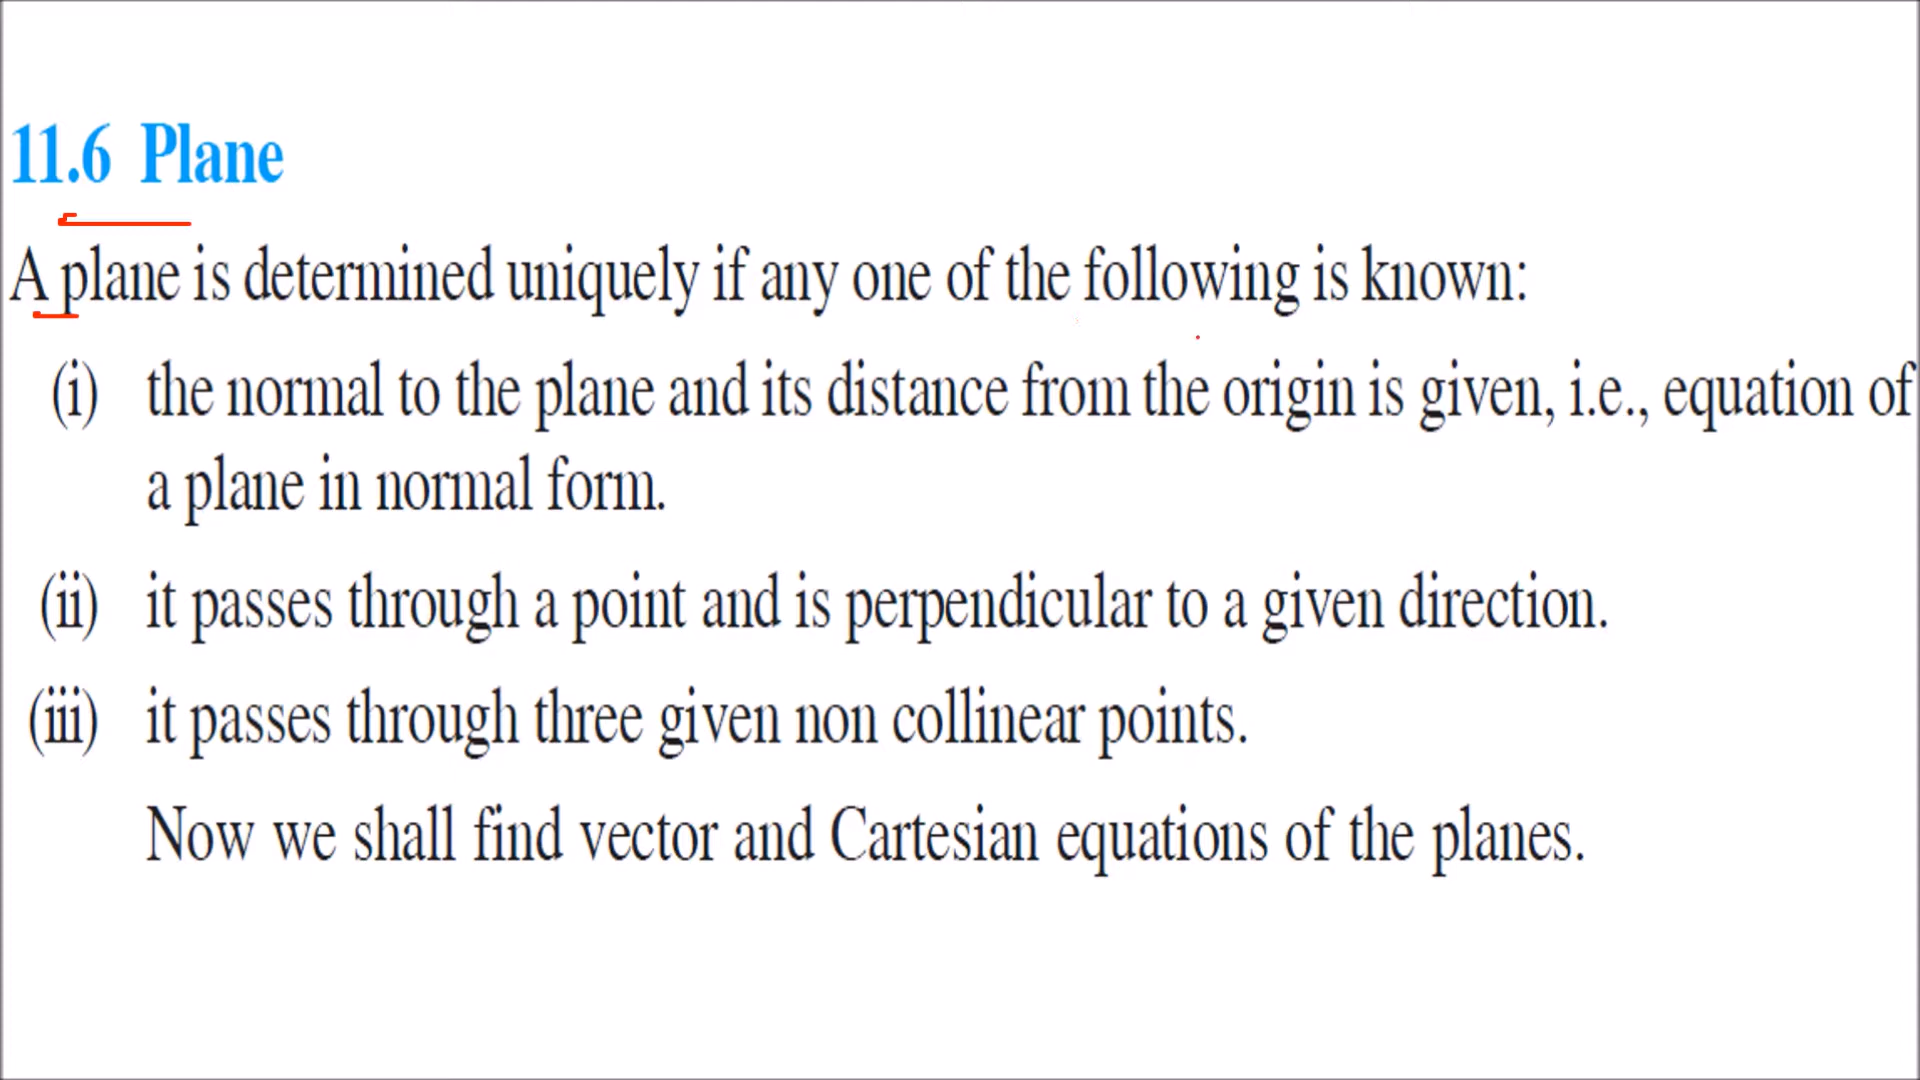 11.6 Plane
A plane is determined uniquely if any one of the following is known:
(i) the normal to the plane and its distance from the origin is given, i.e., equation of
a plane in normal form.
(ii) it passes through a point and is perpendicular to a given direction.
(iii) it passes through three given non collinear points.
Now we shall find vector and Cartesian equations of the planes.